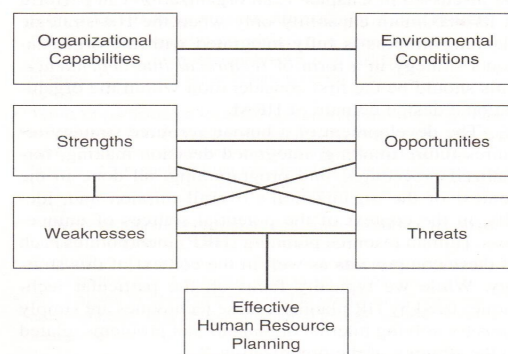 Organizational
Capabilities
Environmental
Conditions
Strengths
Opportunities
Weaknesses
Threats
Effective
Human Resource
Planning